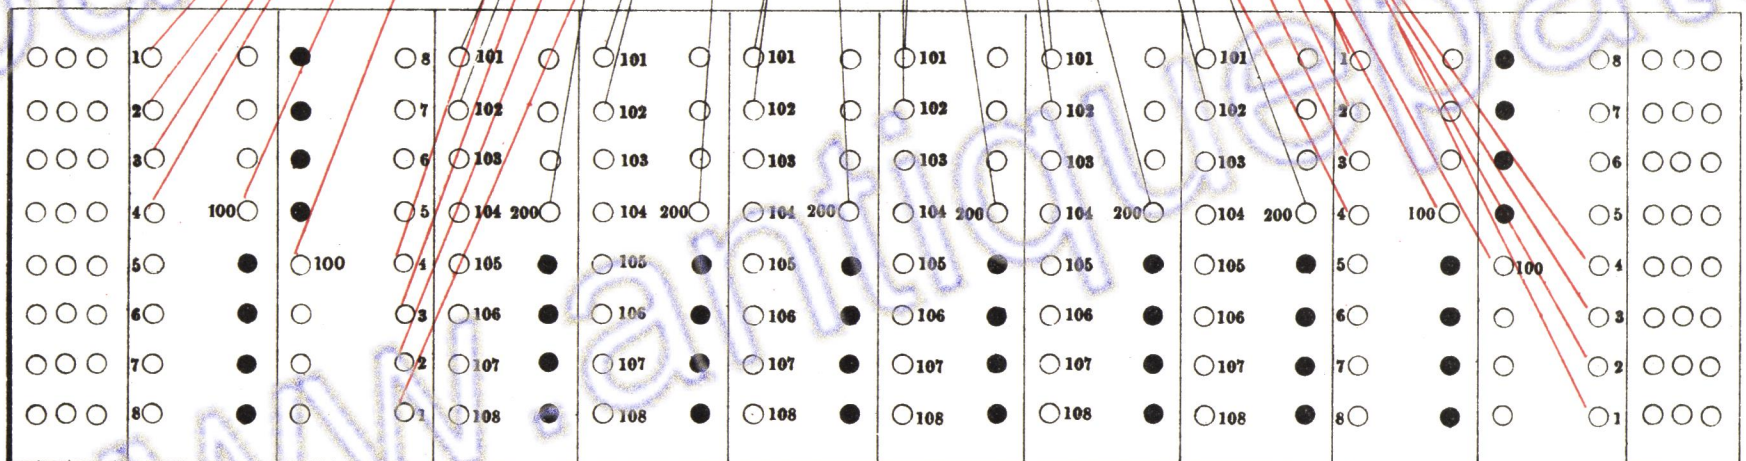 1 8 101 101 101 101 101 101 1 8
2 7 102 102 102 102 102 102 2 7
3 6 103 103 103 103 103 103 3 6
4 100 5 104 200 104 200 104 200 104 200 104 200 104 200 4 100 5
5 100 4 105 105 105 105 105 105 5 100 4
6 3 106 106 106 106 106 106 6 3
7 2 107 107 107 107 107 107 7 2
8 1 108 108 108 108 108 108 8 1
www.antiquepa